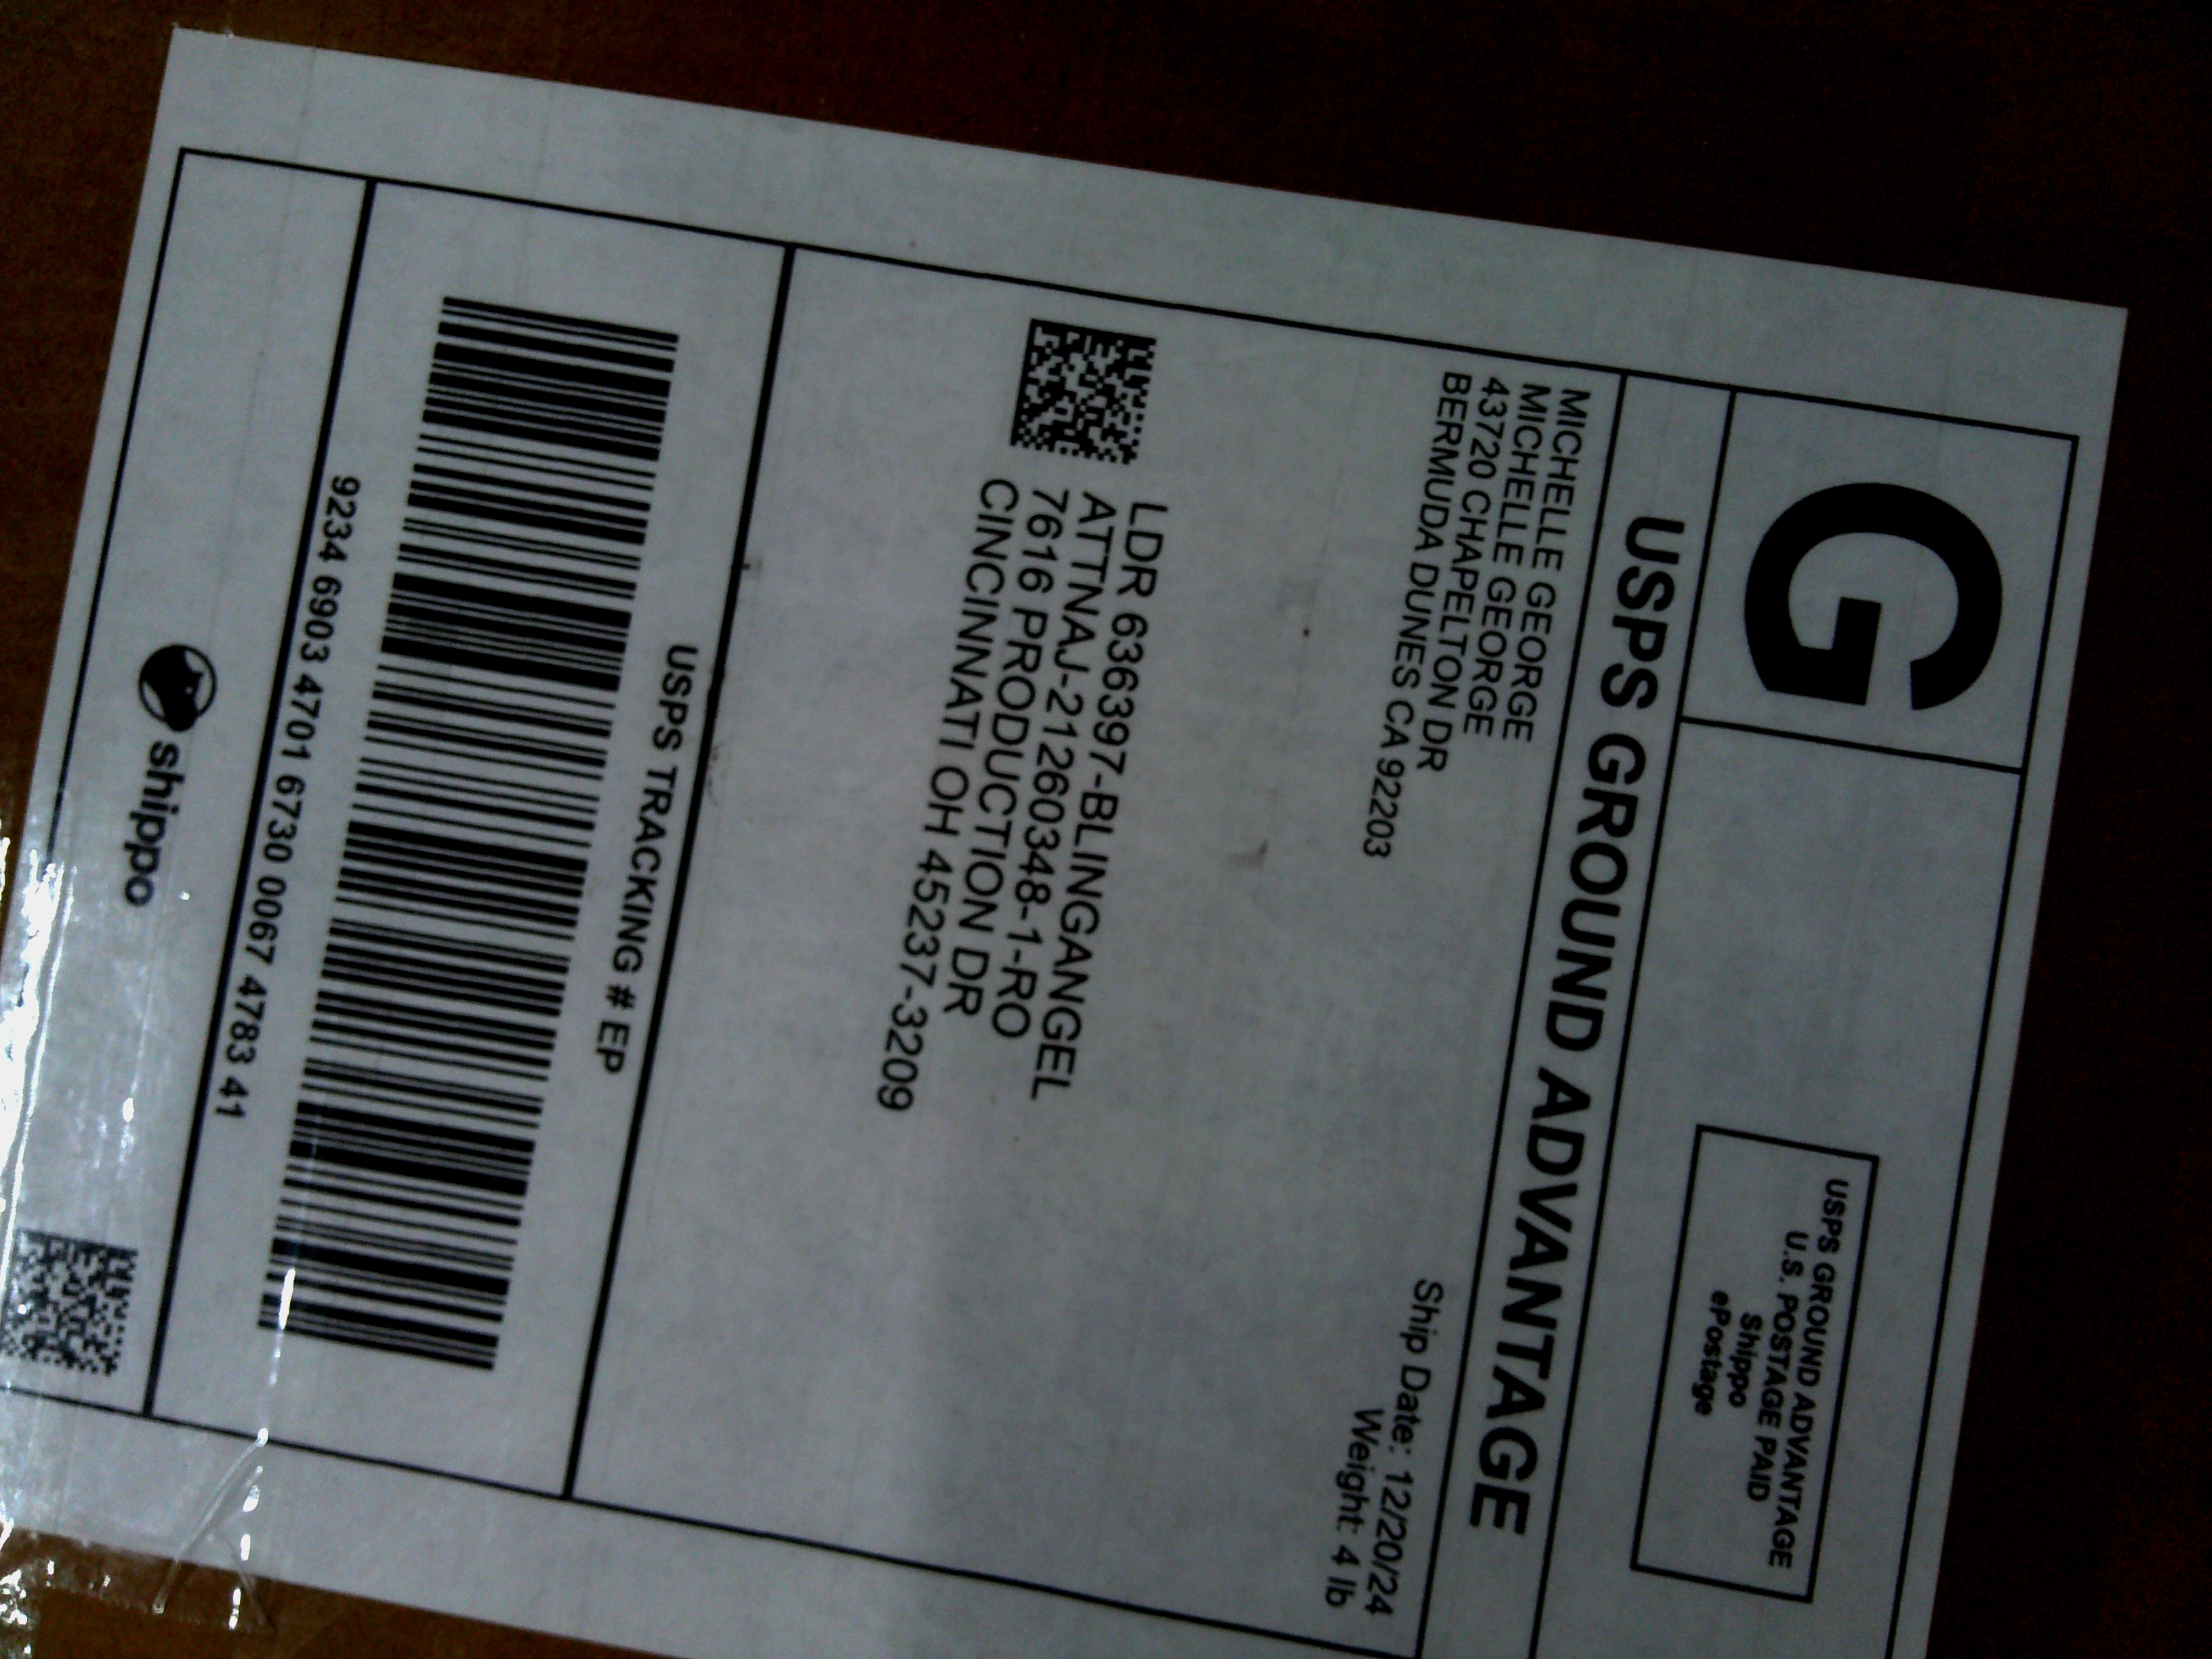 G
USPS GROUND ADVANTAGE
U.S. POSTAGE PAID
Shippo
ePostage
USPS GROUND ADVANTAGE
MICHELLE GEORGE
MICHELLE GEORGE
43720 CHAPELTON DR
BERMUDA DUNES CA 92203
Ship Date: 12/20/24
Weight: 4 lb
LDR 636397-BLINGANGEL
ATTNAJ-212603481-1-RO
7616 PRODUCTION DR
CINCINNATI OH 45237-3209
USPS TRACKING # EP
9234 6903 4701 6730 0067 4783 41
shippo